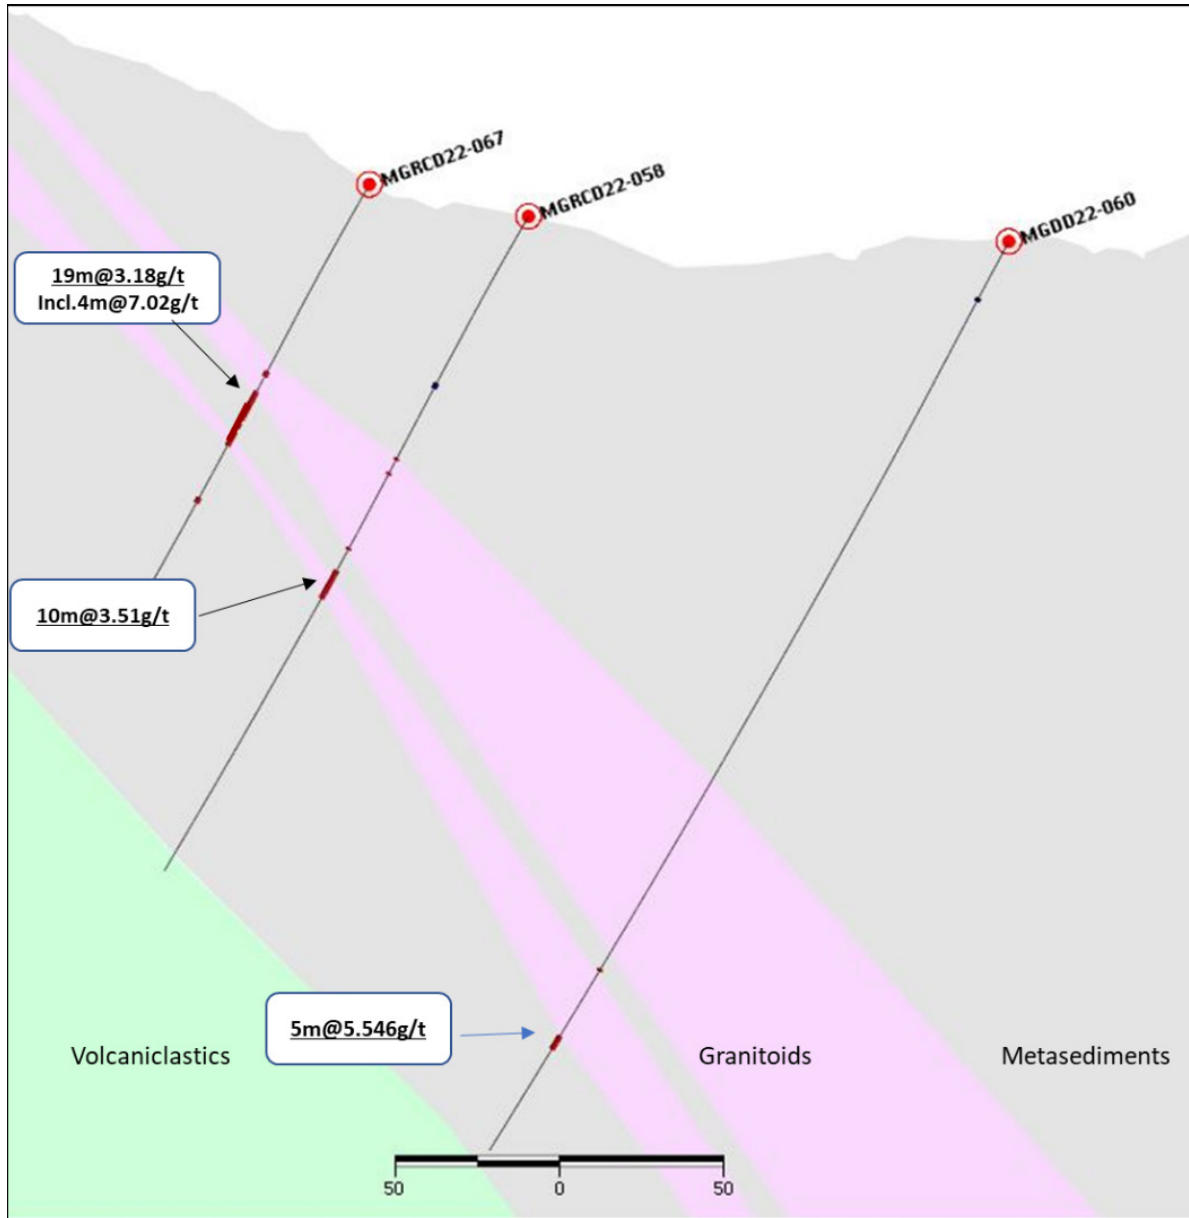 MGRCD22-067
MGRCD22-058
MGDD22-060
19m@3.18g/t
Incl.4m@7.02g/t
10m@3.51g/t
5m@5.546g/t
Volcaniclastics
Granitoids
Metasediments
50 0 50